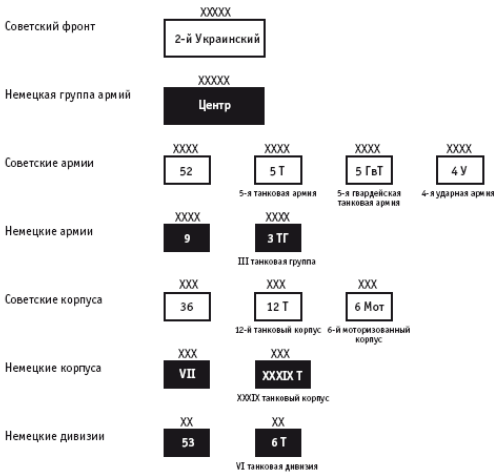 XXXXX
Советский фронт
2-й Украинский
XXXXX
Немецкая группа армий
Центр
XXXX XXXX XXXX XXXX
Советские армии
52 5 Т 5 ГвТ 4 У
5-я танковая армия 5-я гвардейская 4-я ударная армия
танковая армия
XXXX XXXX
Немецкие армии
9 3 ТГ
III танковая группа
XXX XXX XXX
Советские корпуса
36 12 Т 6 Мот
12-й танковый корпус 6-й моторизованный
корпус
XXX XXX
Немецкие корпуса
VII XXXIX Т
XXXIX танковый корпус
XX XX
Немецкие дивизии
53 6 Т
VI танковая дивизия